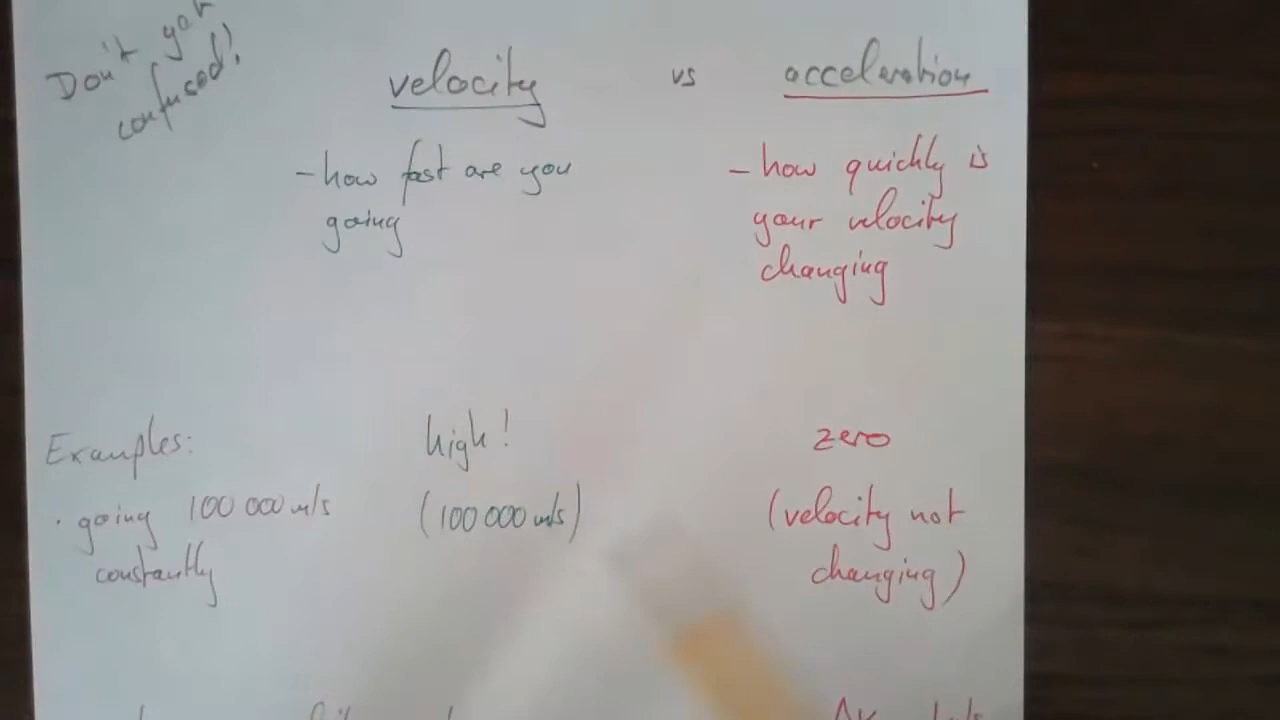 Don't get
confused!
velocity vs acceleration
- how fast are you
going
- how quickly is
your velocity
changing
Examples:
· going 100 000 m/s
constantly
high!
(100 000 m/s)
zero
(velocity not
changing)